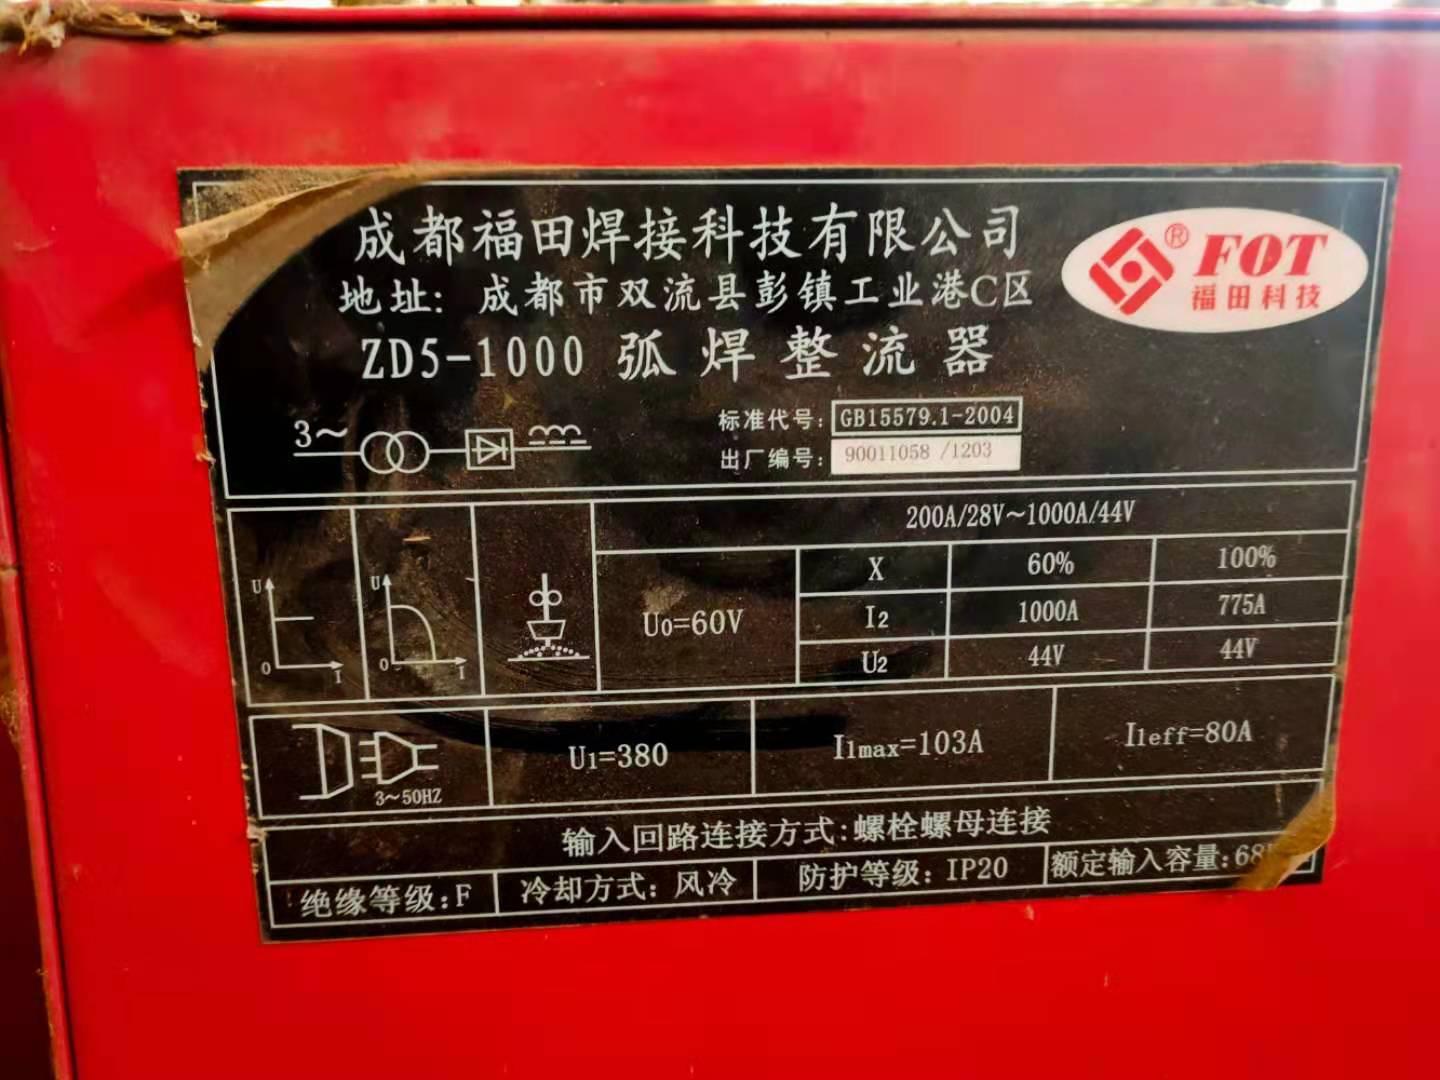 成都福田焊接科技有限公司
地址：成都市双流县彭镇工业港C区
® FOT
福田科技
ZD5-1000 弧焊整流器
3～
标准代号：GB15579.1-2004
出厂编号：90011058 /1203
200A/28V～1000A/44V
U
0
I
U
0
I
U0=60V
X 60% 100%
I2 1000A 775A
U2 44V 44V
3～50HZ
U1=380
I1max=103A
I1eff=80A
输入回路连接方式：螺栓螺母连接
绝缘等级：F 冷却方式：风冷 防护等级：IP20 额定输入容量：68